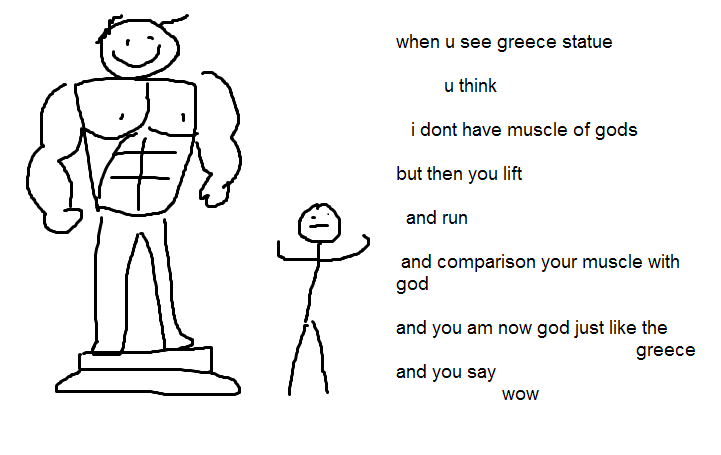 when u see greece statue
u think
i dont have muscle of gods
but then you lift
and run
and comparison your muscle with
god
and you am now god just like the
greece
and you say
wow